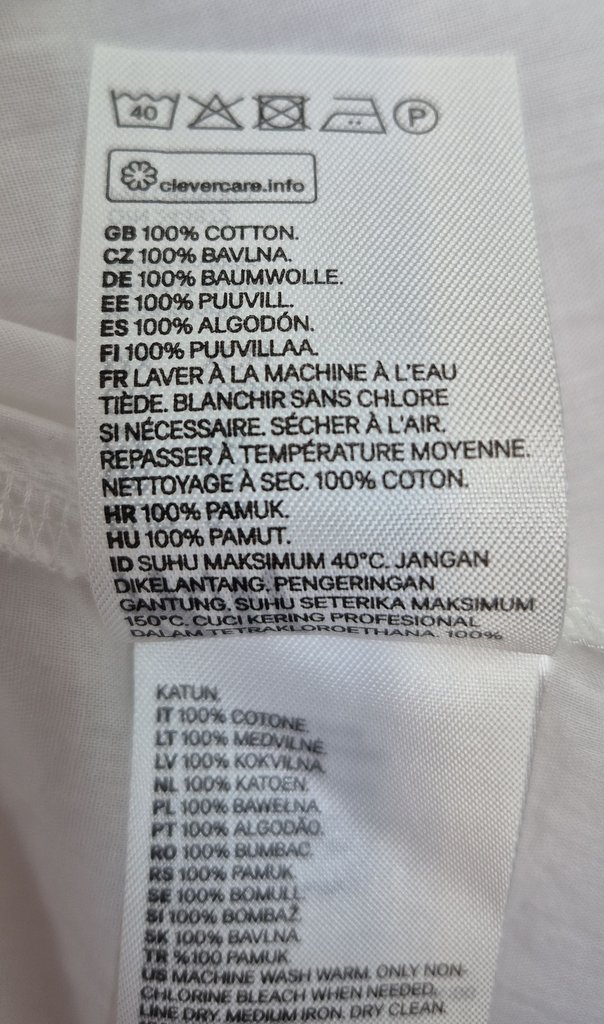 40 P
clevercare.info
GB 100% COTTON.
CZ 100% BAVLNA.
DE 100% BAUMWOLLE.
EE 100% PUUVILL.
ES 100% ALGODÓN.
FI 100% PUUVILLAA.
FR LAVER À LA MACHINE À L'EAU
TIÈDE. BLANCHIR SANS CHLORE
SI NÉCESSAIRE. SÉCHER À L'AIR.
REPASSER À TEMPÉRATURE MOYENNE.
NETTOYAGE À SEC. 100% COTON.
HR 100% PAMUK.
HU 100% PAMUT.
ID SUHU MAKSIMUM 40°C. JANGAN
DIKELANTANG. PENGERINGAN
GANTUNG. SUHU SETERIKA MAKSIMUM
150°C. CUCI KERING PROFESIONAL
DALAM TETRAKLOROETHANA. 100%
KATUN.
IT 100% COTONE.
LT 100% MEDVILNĖ.
LV 100% KOKVILNA.
NL 100% KATOEN.
PL 100% BAWEŁNA.
PT 100% ALGODÃO.
RO 100% BUMBAC.
RS 100% PAMUK.
SE 100% BOMULL.
SI 100% BOMBAŽ.
SK 100% BAVLNA.
TR %100 PAMUK.
US MACHINE WASH WARM. ONLY NON-
CHLORINE BLEACH WHEN NEEDED.
LINE DRY. MEDIUM IRON. DRY CLEAN.